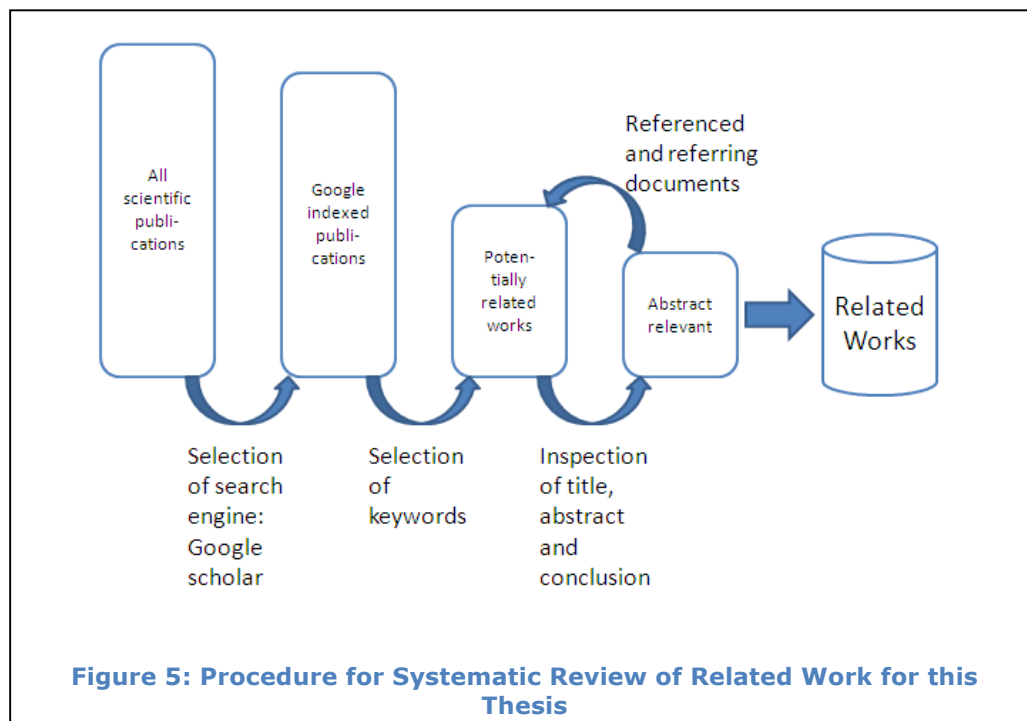 All
scientific
publi-
cations
Google
indexed
publi-
cations
Poten-
tially
related
works
Referenced
and referring
documents
Abstract
relevant
Related
Works
Selection
of search
engine:
Google
scholar
Selection
of
keywords
Inspection
of title,
abstract
and
conclusion
Figure 5: Procedure for Systematic Review of Related Work for this
Thesis